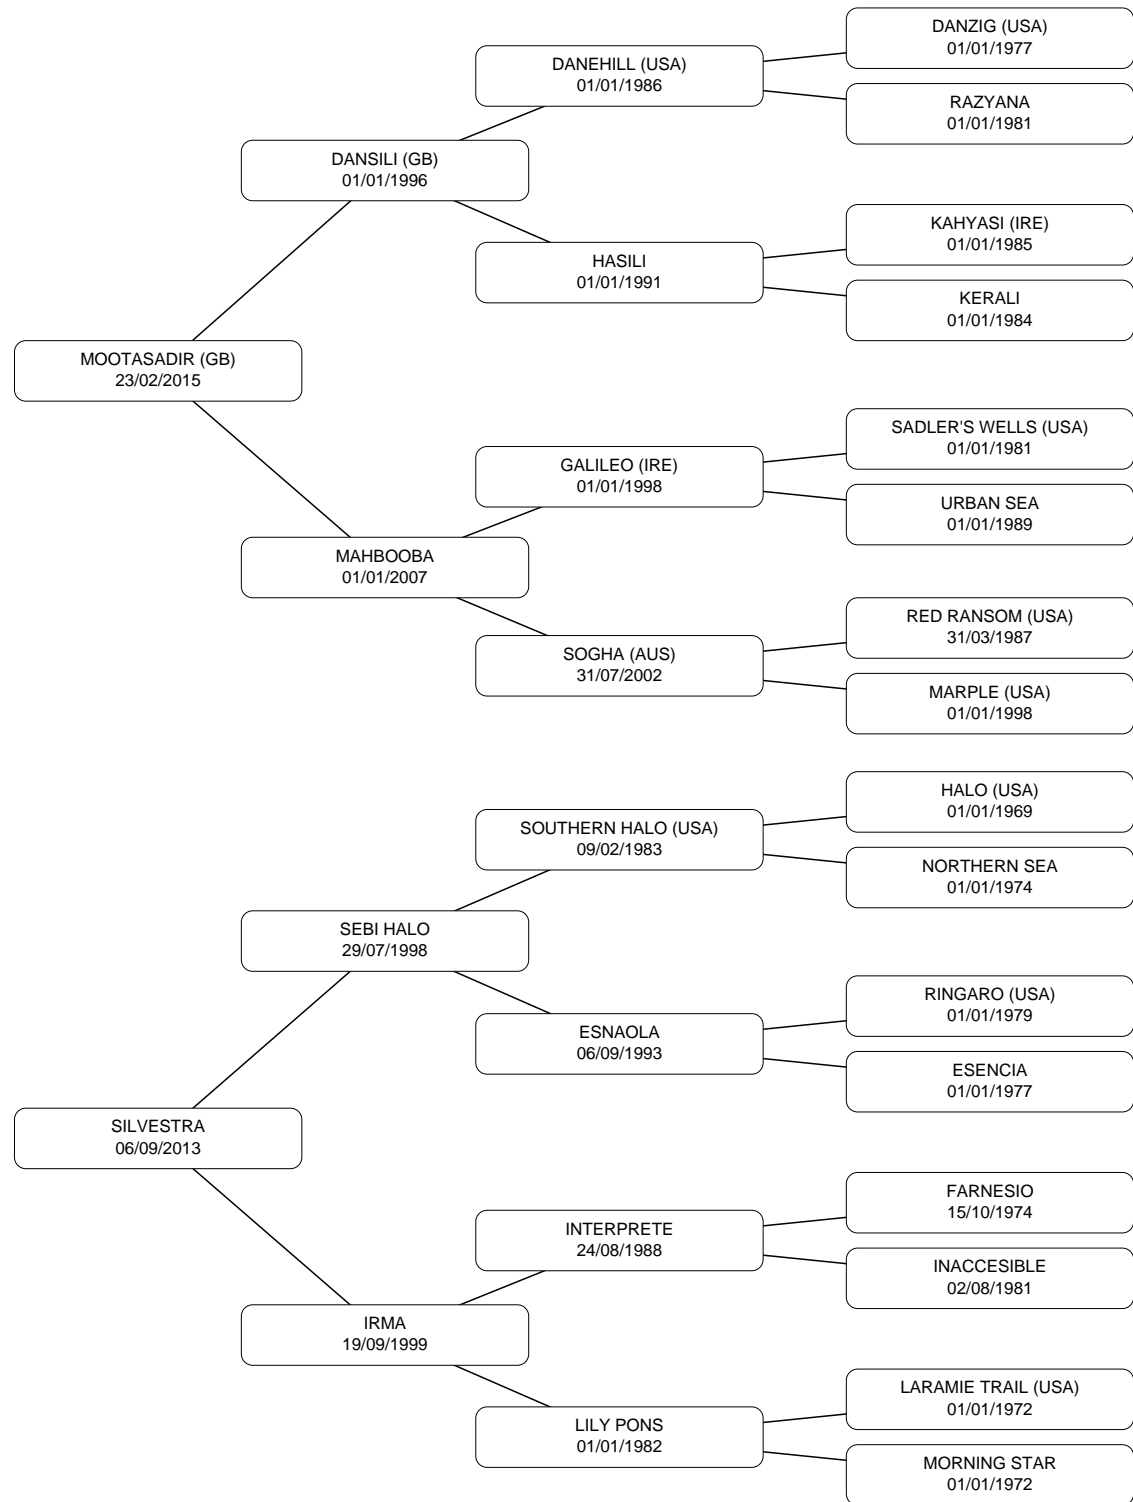 DANZIG (USA)
01/01/1977
DANEHILL (USA)
01/01/1986
RAZYANA
01/01/1981
DANSILI (GB)
01/01/1996
KAHYASI (IRE)
01/01/1985
HASILI
01/01/1991
KERALI
01/01/1984
MOOTASADIR (GB)
23/02/2015
SADLER'S WELLS (USA)
01/01/1981
GALILEO (IRE)
01/01/1998
URBAN SEA
01/01/1989
MAHBOOBA
01/01/2007
RED RANSOM (USA)
31/03/1987
SOGHA (AUS)
31/07/2002
MARPLE (USA)
01/01/1998
HALO (USA)
01/01/1969
SOUTHERN HALO (USA)
09/02/1983
NORTHERN SEA
01/01/1974
SEBI HALO
29/07/1998
RINGARO (USA)
01/01/1979
ESNAOLA
06/09/1993
ESENCIA
01/01/1977
SILVESTRA
06/09/2013
FARNESIO
15/10/1974
INTERPRETE
24/08/1988
INACCESIBLE
02/08/1981
IRMA
19/09/1999
LARAMIE TRAIL (USA)
01/01/1972
LILY PONS
01/01/1982
MORNING STAR
01/01/1972